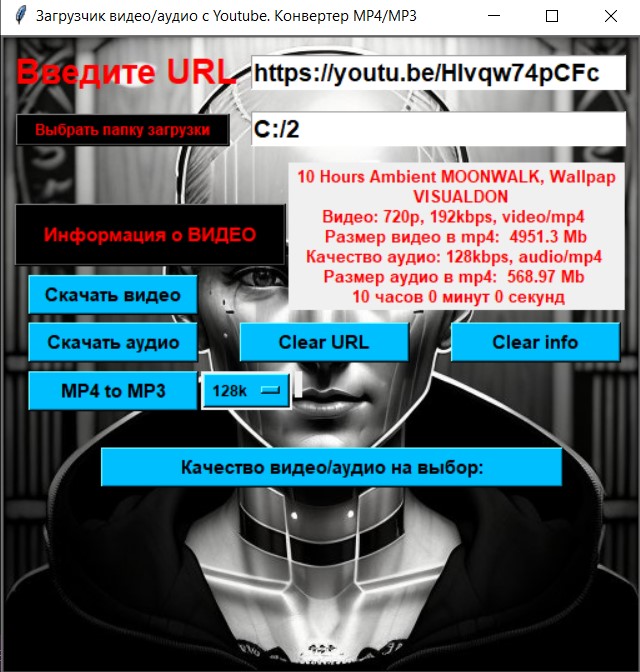 Загрузчик видео/аудио с Youtube. Конвертер MP4/MP3
Введите URL
https://youtu.be/HIvqw74pCFc
Выбрать папку загрузки
C:/2
Информация о ВИДЕО
10 Hours Ambient MOONWALK, Wallpap
VISUALDON
Видео: 720p, 192kbps, video/mp4
Размер видео в mp4: 4951.3 Mb
Качество аудио: 128kbps, audio/mp4
Размер аудио в mp4: 568.97 Mb
10 часов 0 минут 0 секунд
Скачать видео
Скачать аудио
Clear URL
Clear info
MP4 to MP3
128k
Качество видео/аудио на выбор: